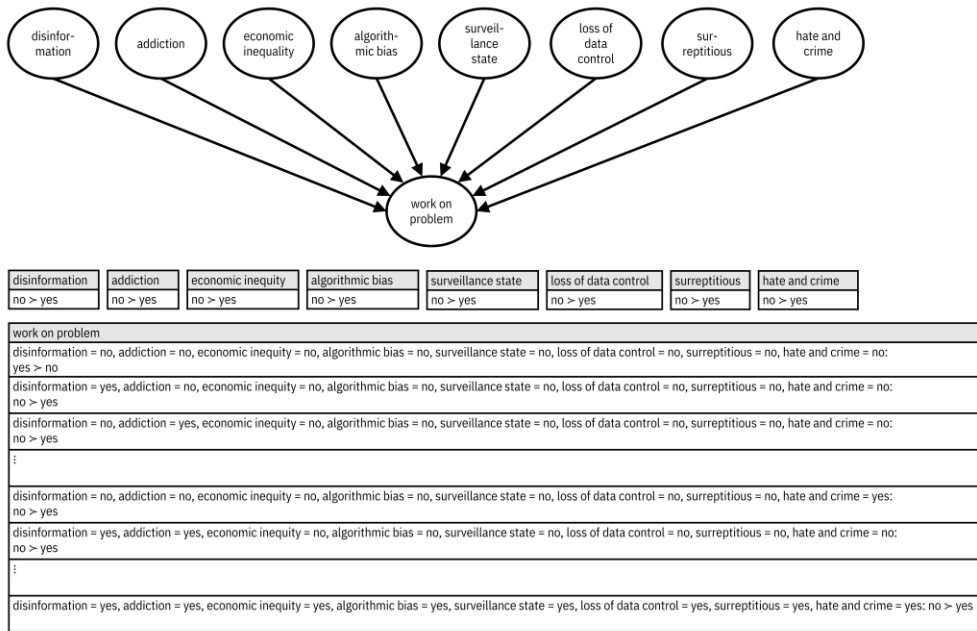 disinfor-
mation
addiction
economic
inequality
algorith-
mic bias
surveil-
lance
state
loss of
data
control
sur-
reptitious
hate and
crime
work on
problem
disinformation
no ≻ yes
addiction
no ≻ yes
economic inequity
no ≻ yes
algorithmic bias
no ≻ yes
surveillance state
no ≻ yes
loss of data control
no ≻ yes
surreptitious
no ≻ yes
hate and crime
no ≻ yes
work on problem
disinformation = no, addiction = no, economic inequity = no, algorithmic bias = no, surveillance state = no, loss of data control = no, surreptitious = no, hate and crime = no:
yes ≻ no
disinformation = yes, addiction = no, economic inequity = no, algorithmic bias = no, surveillance state = no, loss of data control = no, surreptitious = no, hate and crime = no:
no ≻ yes
disinformation = no, addiction = yes, economic inequity = no, algorithmic bias = no, surveillance state = no, loss of data control = no, surreptitious = no, hate and crime = no:
no ≻ yes
⋮
disinformation = no, addiction = no, economic inequity = no, algorithmic bias = no, surveillance state = no, loss of data control = no, surreptitious = no, hate and crime = yes:
no ≻ yes
disinformation = yes, addiction = yes, economic inequity = no, algorithmic bias = no, surveillance state = no, loss of data control = no, surreptitious = no, hate and crime = no:
no ≻ yes
⋮
disinformation = yes, addiction = yes, economic inequity = yes, algorithmic bias = yes, surveillance state = yes, loss of data control = yes, surreptitious = yes, hate and crime = yes: no ≻ yes